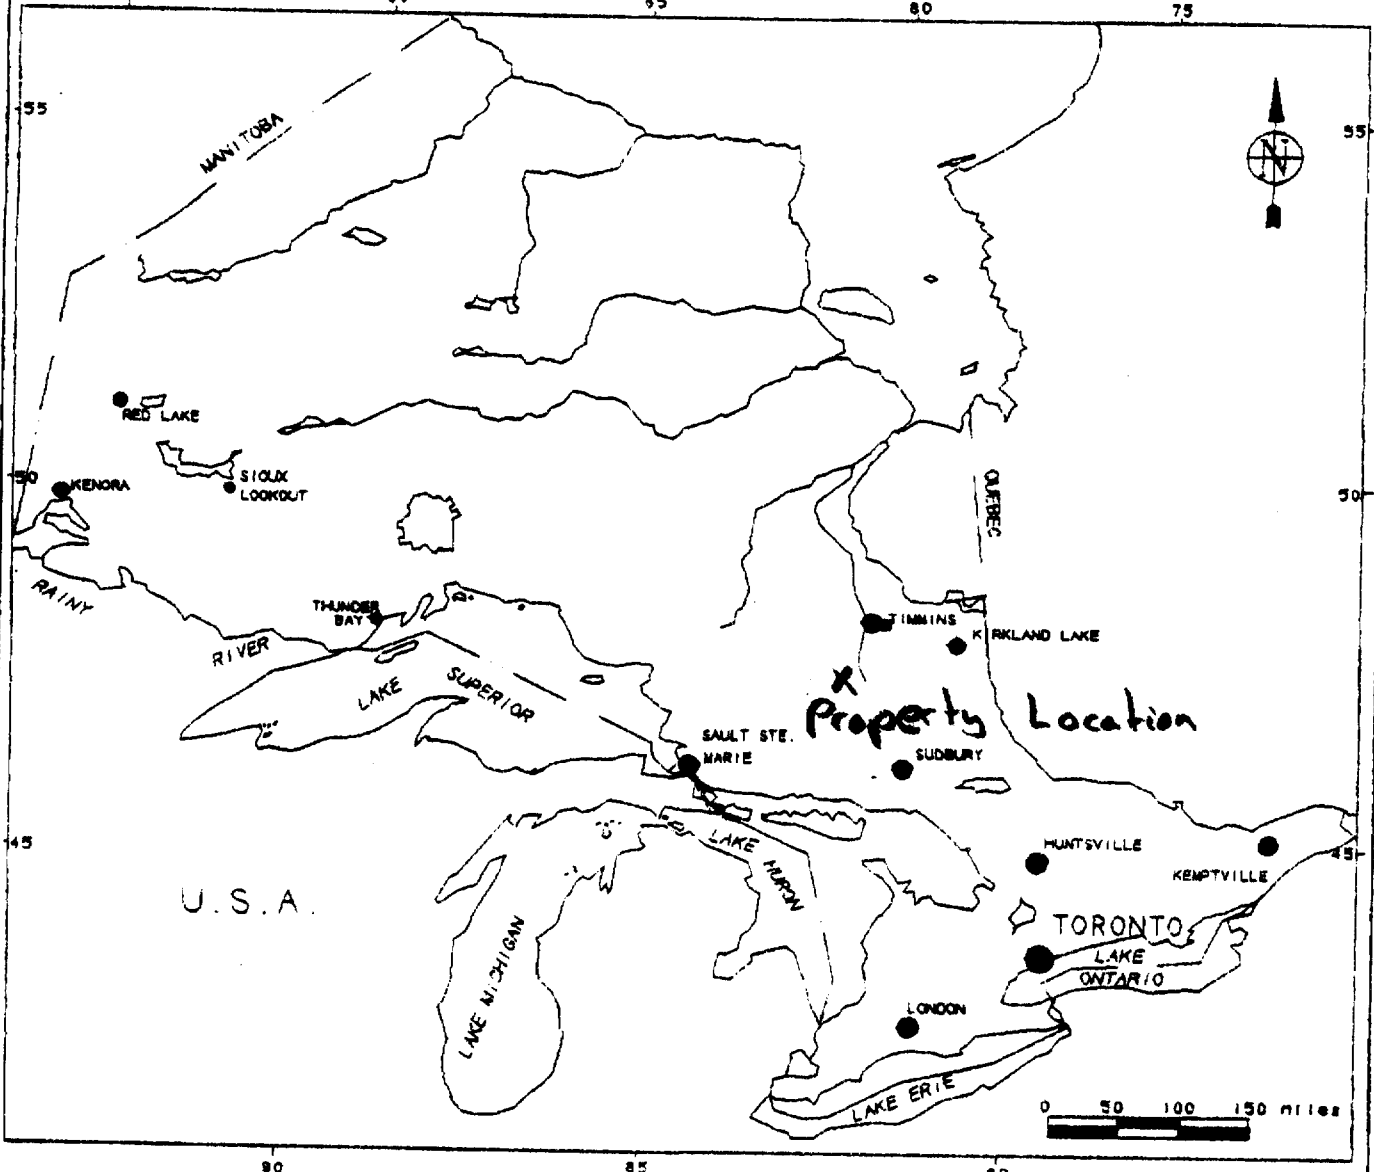 85
80
75
55
55
MANITOBA
N
RED LAKE
50
KENORA
SIOUX
LOOKOUT
50
QUEBEC
RAINY
RIVER
THUNDER
BAY
TIMMINS
KIRKLAND LAKE
LAKE
SUPERIOR
X
Property Location
SAULT STE.
MARIE
SUDBURY
45
LAKE HURON
HUNTSVILLE
45
KEMPTVILLE
U.S.A.
TORONTO
LAKE
ONTARIO
LAKE MICHIGAN
LONDON
LAKE ERIE
0 50 100 150 miles
90
85
80